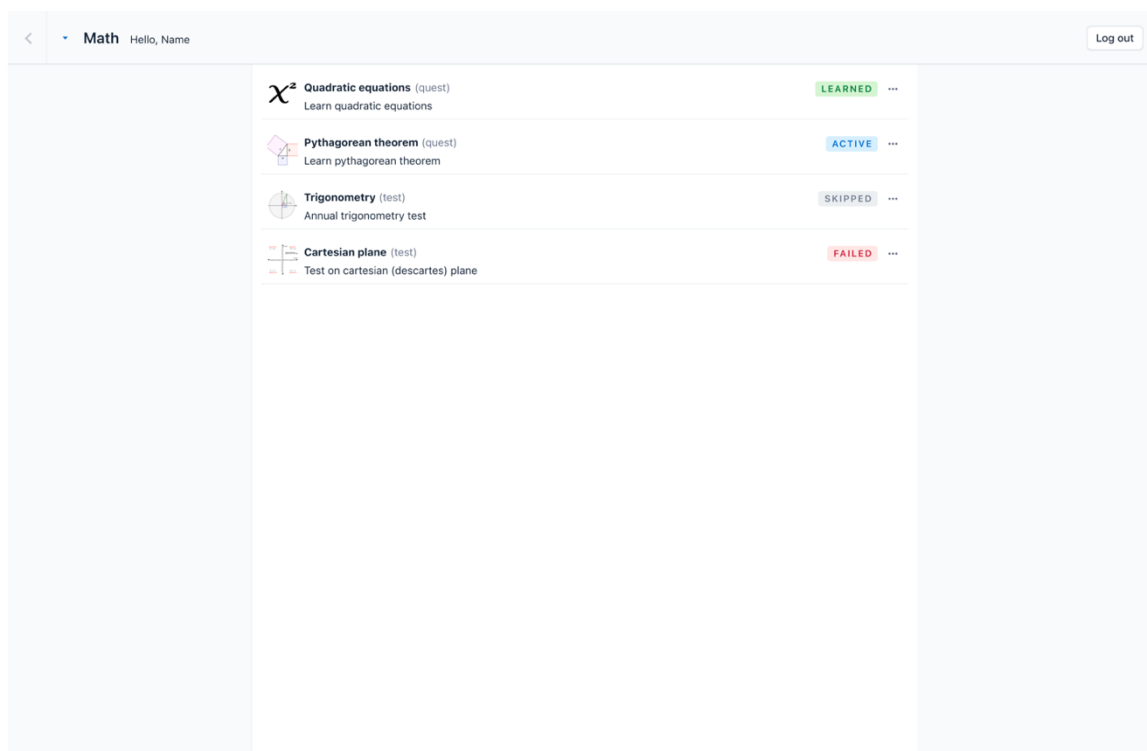 Math Hello, Name
Log out
x²
Quadratic equations (quest)
LEARNED
Learn quadratic equations
Pythagorean theorem (quest)
ACTIVE
Learn pythagorean theorem
Trigonometry (test)
SKIPPED
Annual trigonometry test
Cartesian plane (test)
FAILED
Test on cartesian (descartes) plane